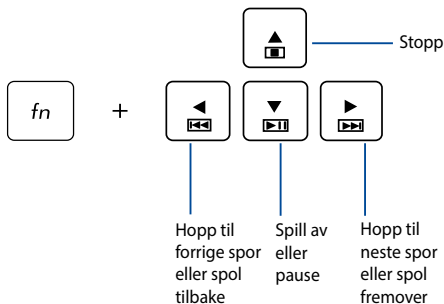 Stopp
fn
+
Hopp til
forrige spor
eller spol
tilbake
Spill av
eller
pause
Hopp til
neste spor
eller spol
fremover